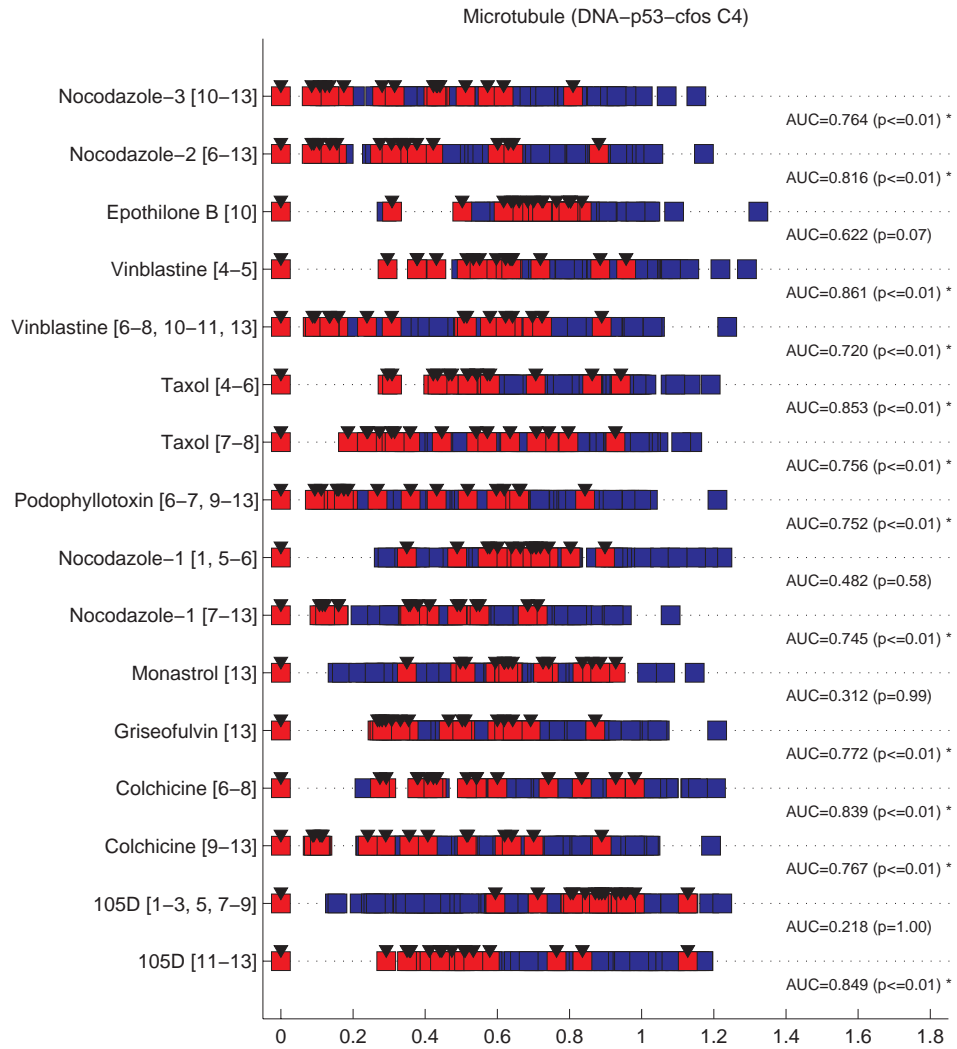 Microtubule (DNA−p53−cfos C4)
Nocodazole−3 [10−13]
AUC=0.764 (p<=0.01) *
Nocodazole−2 [6−13]
AUC=0.816 (p<=0.01) *
Epothilone B [10]
AUC=0.622 (p=0.07)
Vinblastine [4−5]
AUC=0.861 (p<=0.01) *
Vinblastine [6−8, 10−11, 13]
AUC=0.720 (p<=0.01) *
Taxol [4−6]
AUC=0.853 (p<=0.01) *
Taxol [7−8]
AUC=0.756 (p<=0.01) *
Podophyllotoxin [6−7, 9−13]
AUC=0.752 (p<=0.01) *
Nocodazole−1 [1, 5−6]
AUC=0.482 (p=0.58)
Nocodazole−1 [7−13]
AUC=0.745 (p<=0.01) *
Monastrol [13]
AUC=0.312 (p=0.99)
Griseofulvin [13]
AUC=0.772 (p<=0.01) *
Colchicine [6−8]
AUC=0.839 (p<=0.01) *
Colchicine [9−13]
AUC=0.767 (p<=0.01) *
105D [1−3, 5, 7−9]
AUC=0.218 (p=1.00)
105D [11−13]
AUC=0.849 (p<=0.01) *
0 0.2 0.4 0.6 0.8 1 1.2 1.4 1.6 1.8